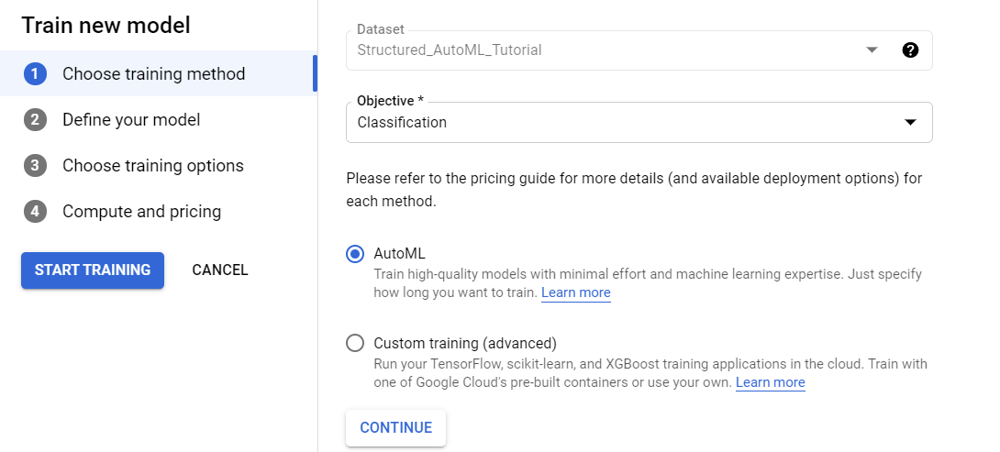 Train new model
1 Choose training method
2 Define your model
3 Choose training options
4 Compute and pricing
START TRAINING CANCEL
Dataset
Structured_AutoML_Tutorial
?
Objective *
Classification
Please refer to the pricing guide for more details (and available deployment options) for
each method.
AutoML
Train high-quality models with minimal effort and machine learning expertise. Just specify
how long you want to train. Learn more
Custom training (advanced)
Run your TensorFlow, scikit-learn, and XGBoost training applications in the cloud. Train with
one of Google Cloud's pre-built containers or use your own. Learn more
CONTINUE